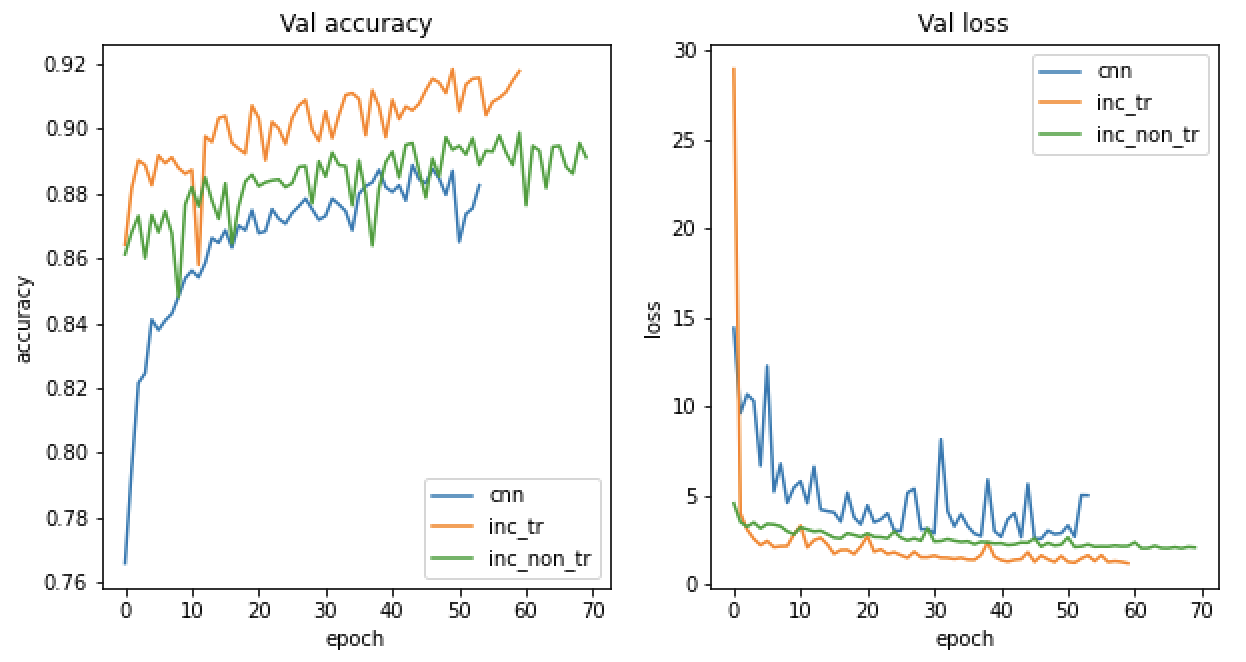 Val accuracy
accuracy
0.92
0.90
0.88
0.86
0.84
0.82
0.80
0.78
0.76
0 10 20 30 40 50 60 70
epoch
cnn
inc_tr
inc_non_tr
Val loss
loss
30
25
20
15
10
5
0
0 10 20 30 40 50 60 70
epoch
cnn
inc_tr
inc_non_tr